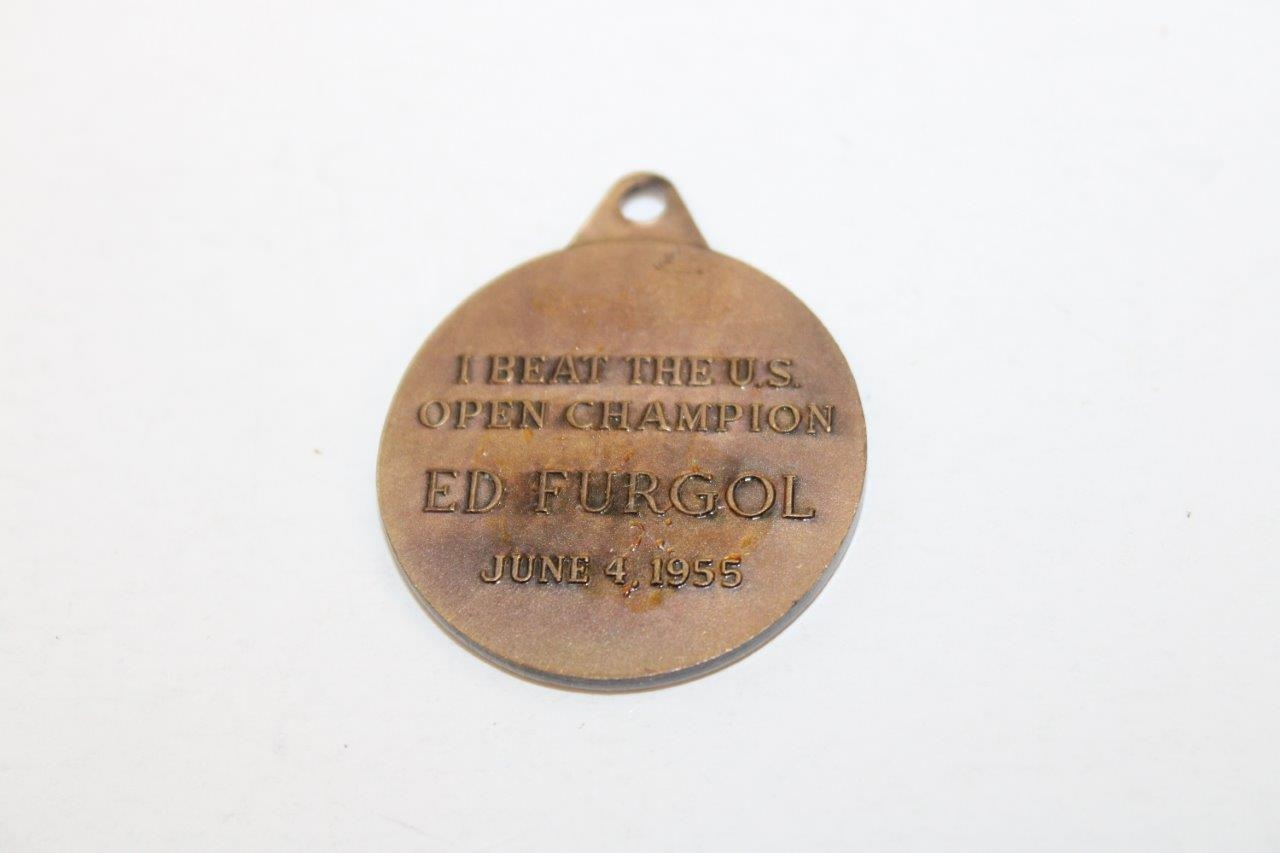 I BEAT THE U.S.
OPEN CHAMPION
ED FURGOL
JUNE 4, 1955